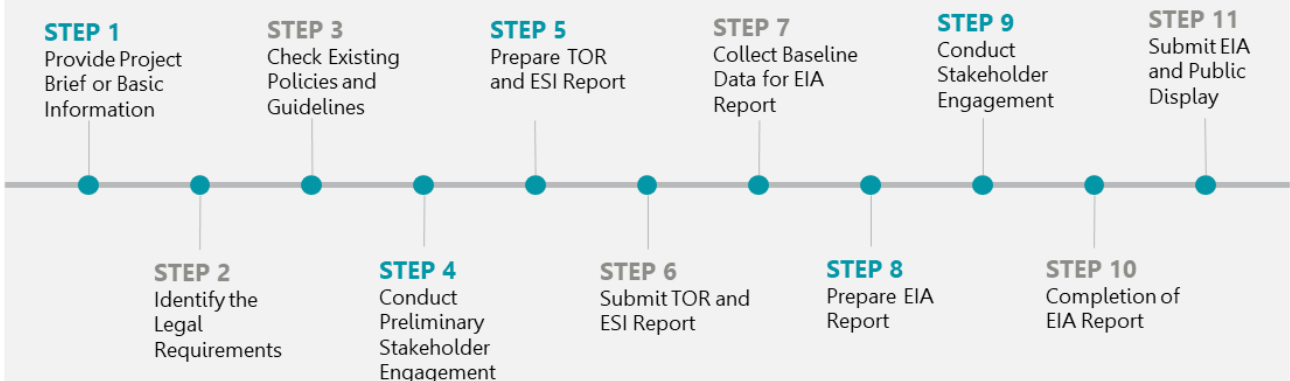 STEP 1
Provide Project
Brief or Basic
Information
STEP 2
Identify the
Legal
Requirements
STEP 3
Check Existing
Policies and
Guidelines
STEP 4
Conduct
Preliminary
Stakeholder
Engagement
STEP 5
Prepare TOR
and ESI Report
STEP 6
Submit TOR and
ESI Report
STEP 7
Collect Baseline
Data for EIA
Report
STEP 8
Prepare EIA
Report
STEP 9
Conduct
Stakeholder
Engagement
STEP 10
Completion of
EIA Report
STEP 11
Submit EIA
and Public
Display